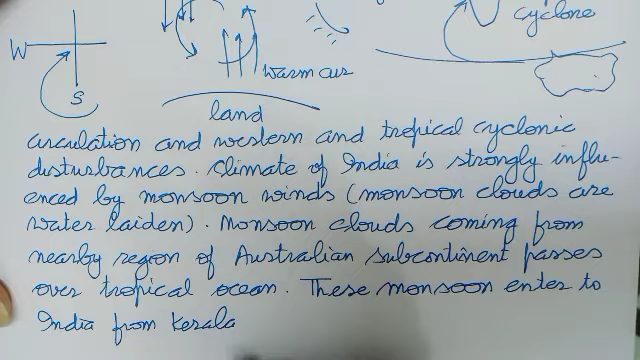 cyclone
W
S
warm air
land
circulation and western and tropical cyclonic
disturbances. Climate of India is strongly influ-
enced by monsoon winds (monsoon clouds are
water laiden). Monsoon clouds coming from
nearby region of Australian subcontinent passes
over tropical ocean. These monsoon enter to
India from Kerala